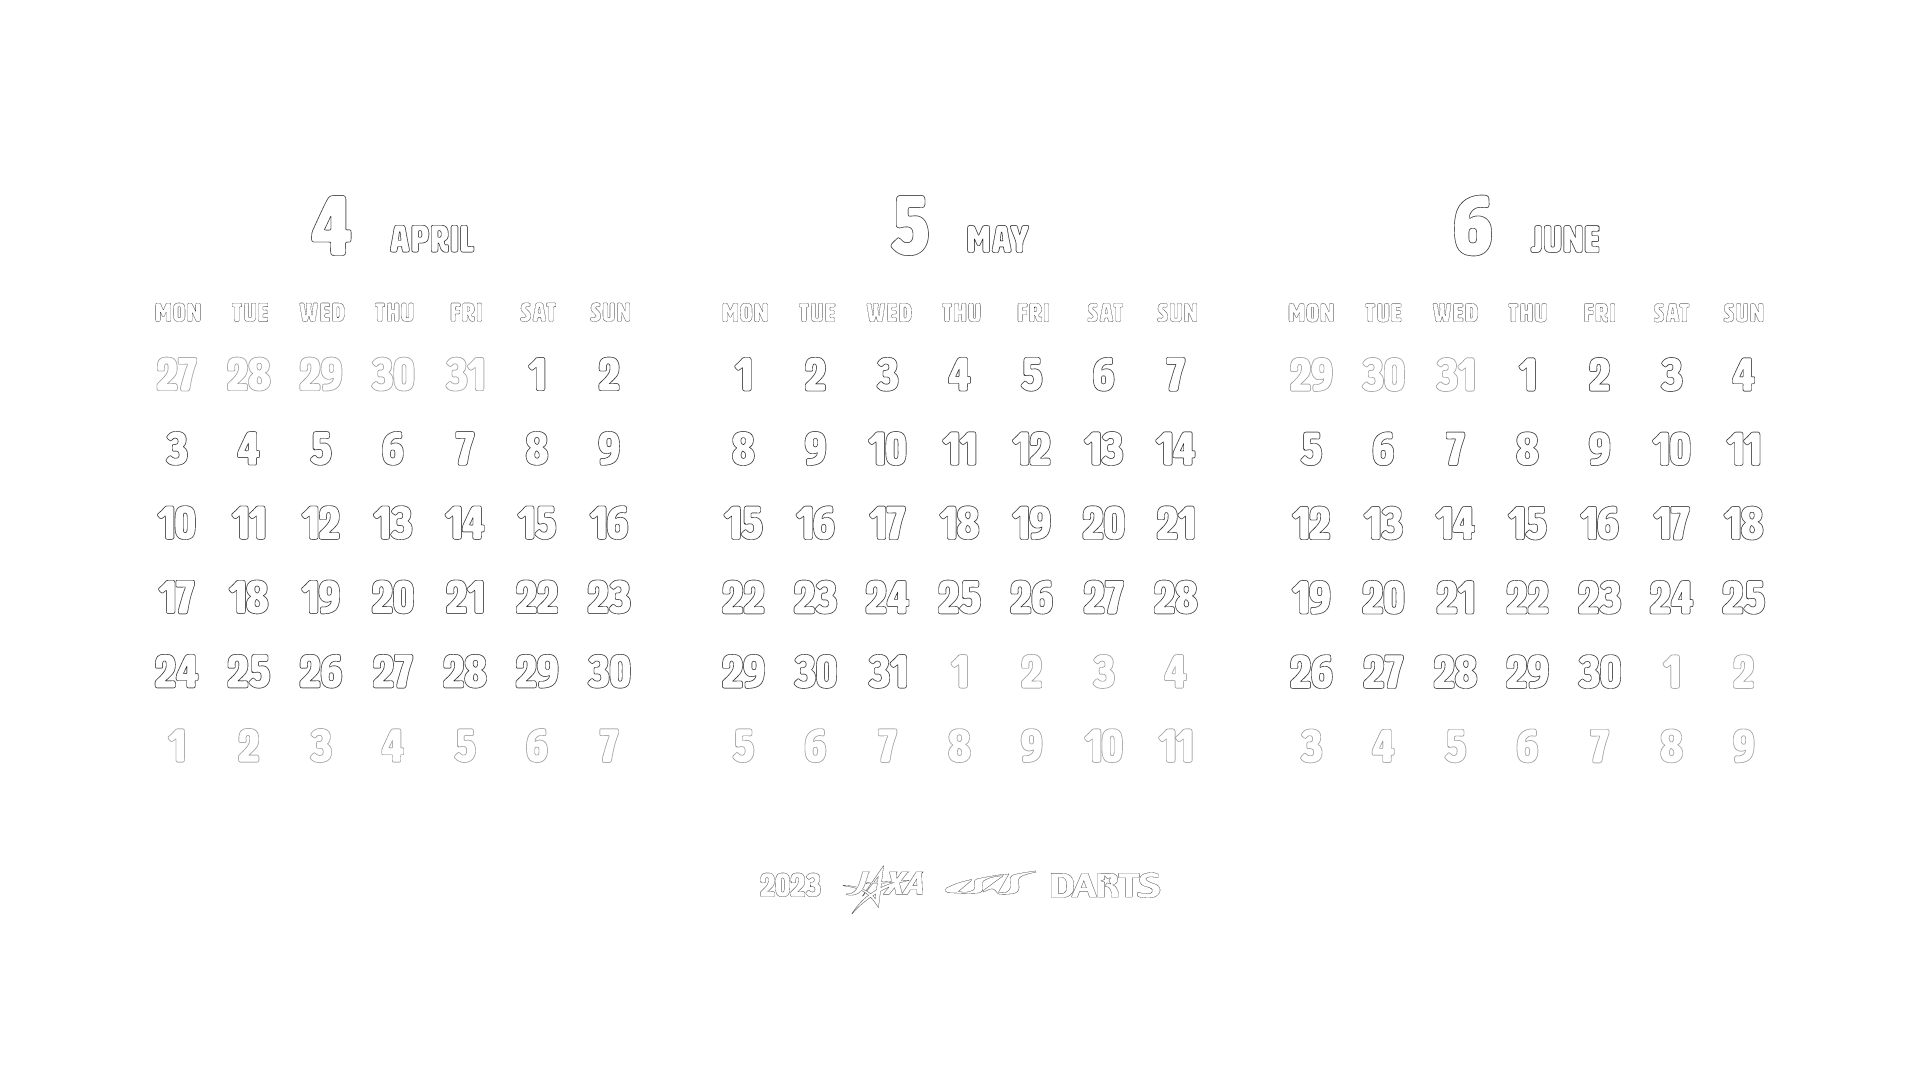 4 APRIL
MON TUE WED THU FRI SAT SUN
27 28 29 30 31 1 2
3 4 5 6 7 8 9
10 11 12 13 14 15 16
17 18 19 20 21 22 23
24 25 26 27 28 29 30
1 2 3 4 5 6 7
5 MAY
MON TUE WED THU FRI SAT SUN
1 2 3 4 5 6 7
8 9 10 11 12 13 14
15 16 17 18 19 20 21
22 23 24 25 26 27 28
29 30 31 1 2 3 4
5 6 7 8 9 10 11
6 JUNE
MON TUE WED THU FRI SAT SUN
29 30 31 1 2 3 4
5 6 7 8 9 10 11
12 13 14 15 16 17 18
19 20 21 22 23 24 25
26 27 28 29 30 1 2
3 4 5 6 7 8 9
2023 JAXA ISAS DARTS